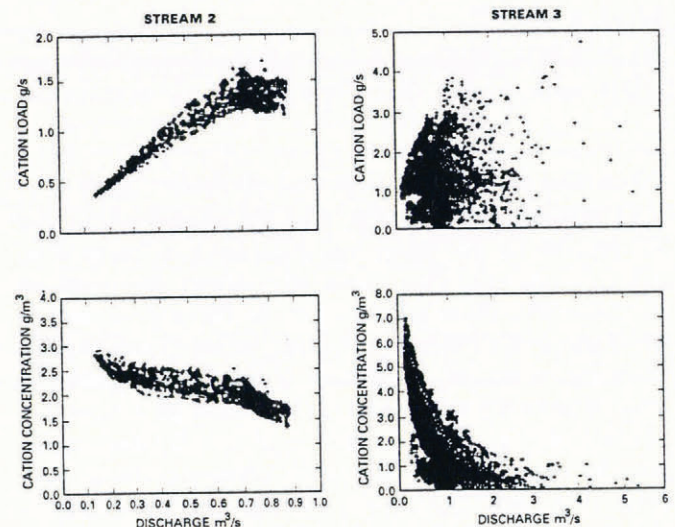 STREAM 2
2.0
1.5
1.0
0.5
0.0
CATION LOAD g/s
STREAM 3
5.0
4.0
3.0
2.0
1.0
0.0
CATION LOAD g/s
4.0
3.5
3.0
2.5
2.0
1.5
1.0
0.5
0.0
CATION CONCENTRATION g/m³
0.0 0.1 0.2 0.3 0.4 0.5 0.6 0.7 0.8 0.9 1.0
DISCHARGE m³/s
8.0
7.0
6.0
5.0
4.0
3.0
2.0
1.0
0.0
CATION CONCENTRATION g/m³
0.0 1 2 3 4 5 6
DISCHARGE m³/s